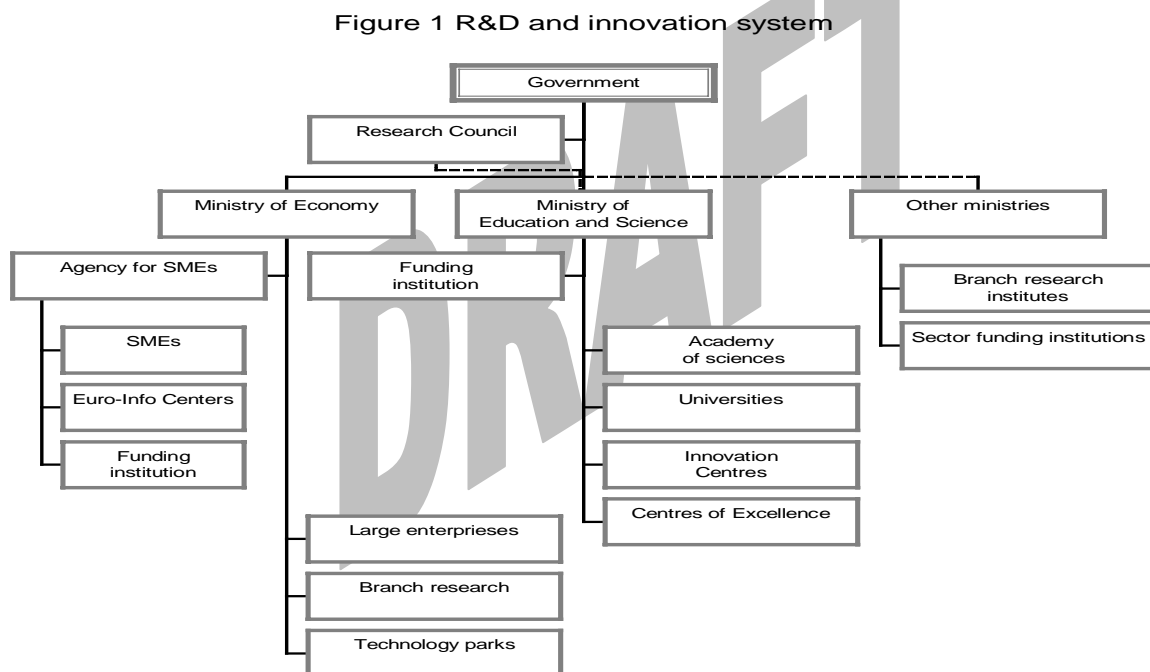 Figure 1 R&D and innovation system
Government
Research Council
Ministry of Economy
Ministry of
Education and Science
Other ministries
Agency for SMEs
Funding
institution
Branch research
institutes
SMEs
Academy
of sciences
Sector funding institutions
Euro-Info Centers
Universities
Funding
institution
Innovation
Centres
Centres of Excellence
Large enterprieses
Branch research
Technology parks
DRAFT